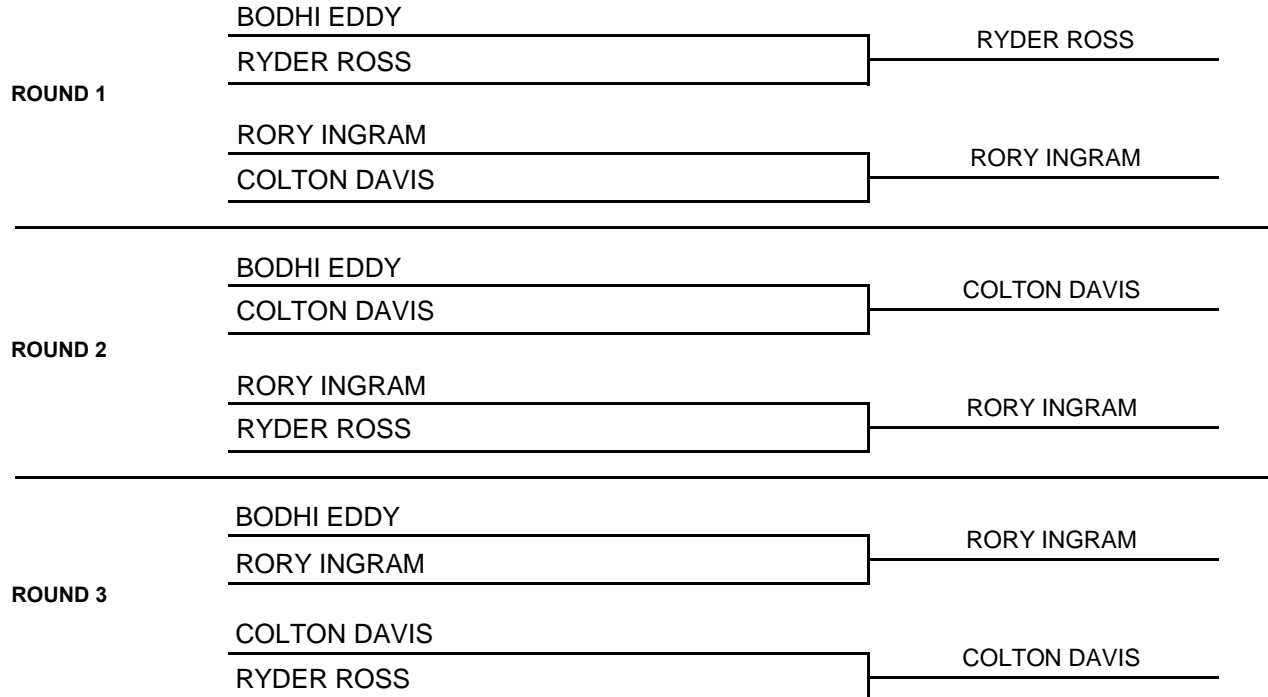 BODHI EDDY
RYDER ROSS
RYDER ROSS
ROUND 1
RORY INGRAM
RORY INGRAM
COLTON DAVIS
BODHI EDDY
COLTON DAVIS
COLTON DAVIS
ROUND 2
RORY INGRAM
RORY INGRAM
RYDER ROSS
BODHI EDDY
RORY INGRAM
RORY INGRAM
ROUND 3
COLTON DAVIS
COLTON DAVIS
RYDER ROSS